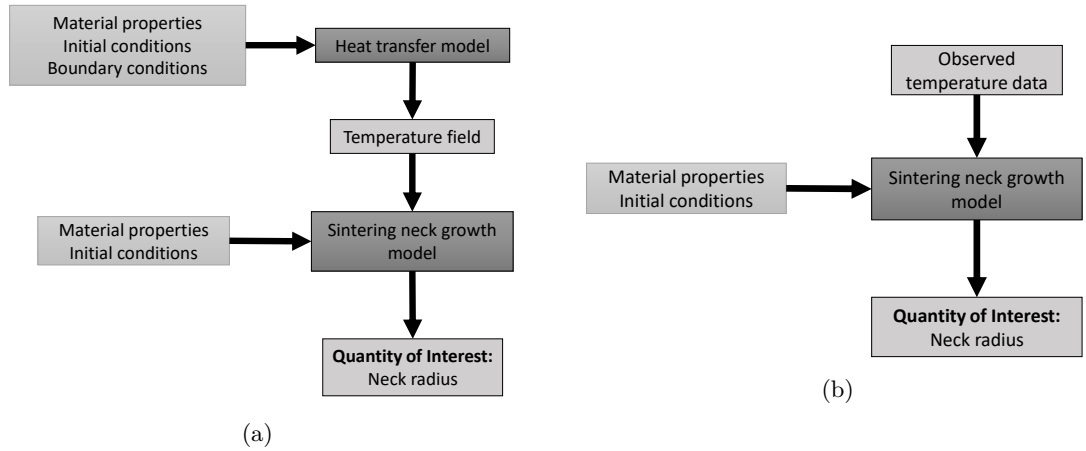 Material properties
Initial conditions
Boundary conditions
Heat transfer model
Temperature field
Material properties
Initial conditions
Sintering neck growth
model
Quantity of Interest:
Neck radius
(a)
Observed
temperature data
Material properties
Initial conditions
Sintering neck growth
model
Quantity of Interest:
Neck radius
(b)